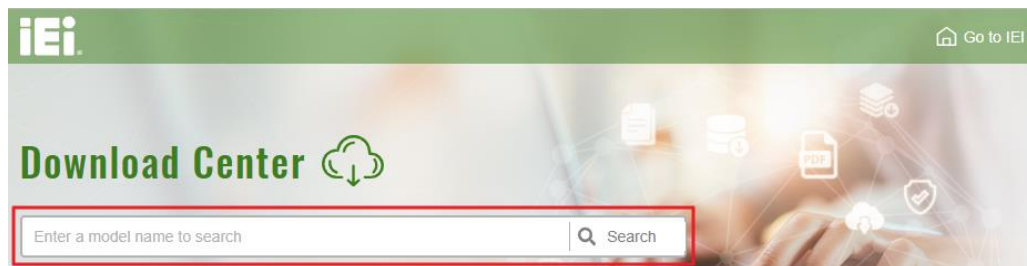 iEi
Go to IEI
Download Center
PDF
Enter a model name to search
Search